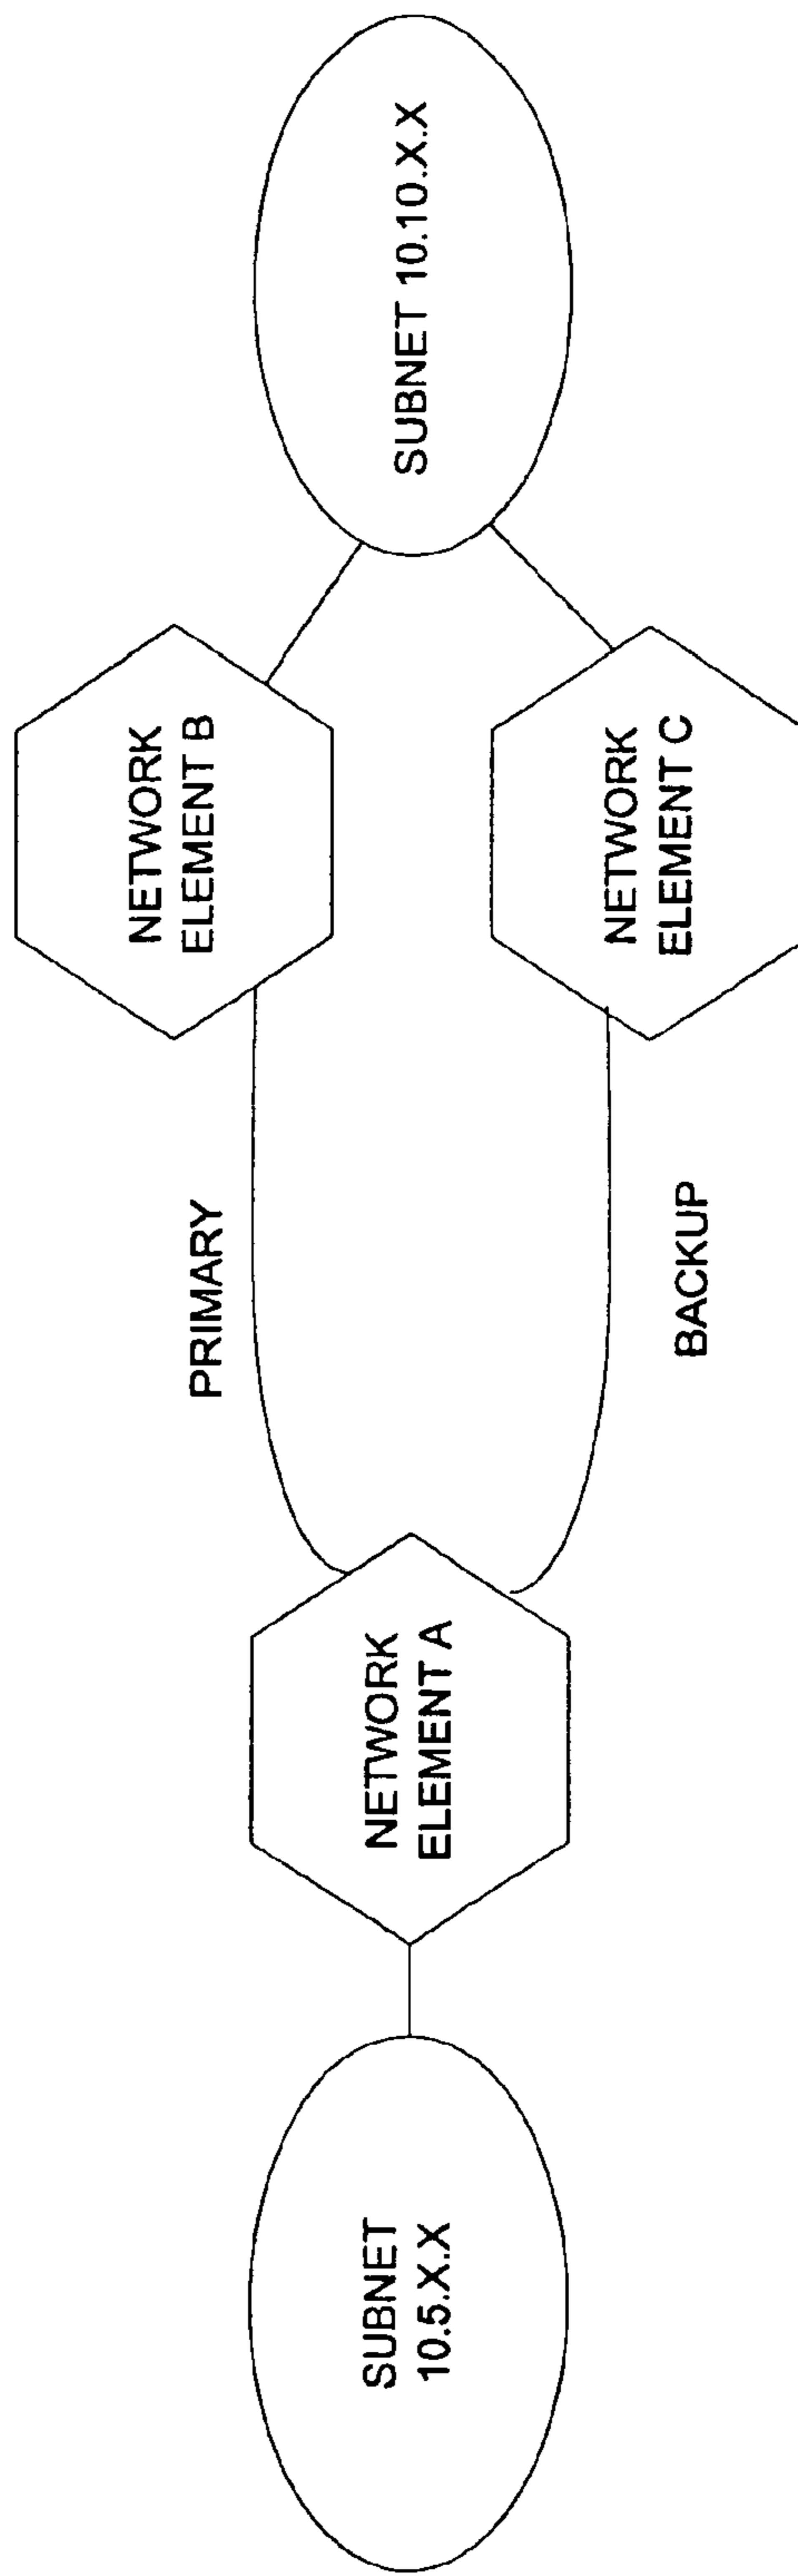 SUBNET
10.5.X.X
NETWORK
ELEMENT A
PRIMARY
BACKUP
NETWORK
ELEMENT B
NETWORK
ELEMENT C
SUBNET 10.10.X.X